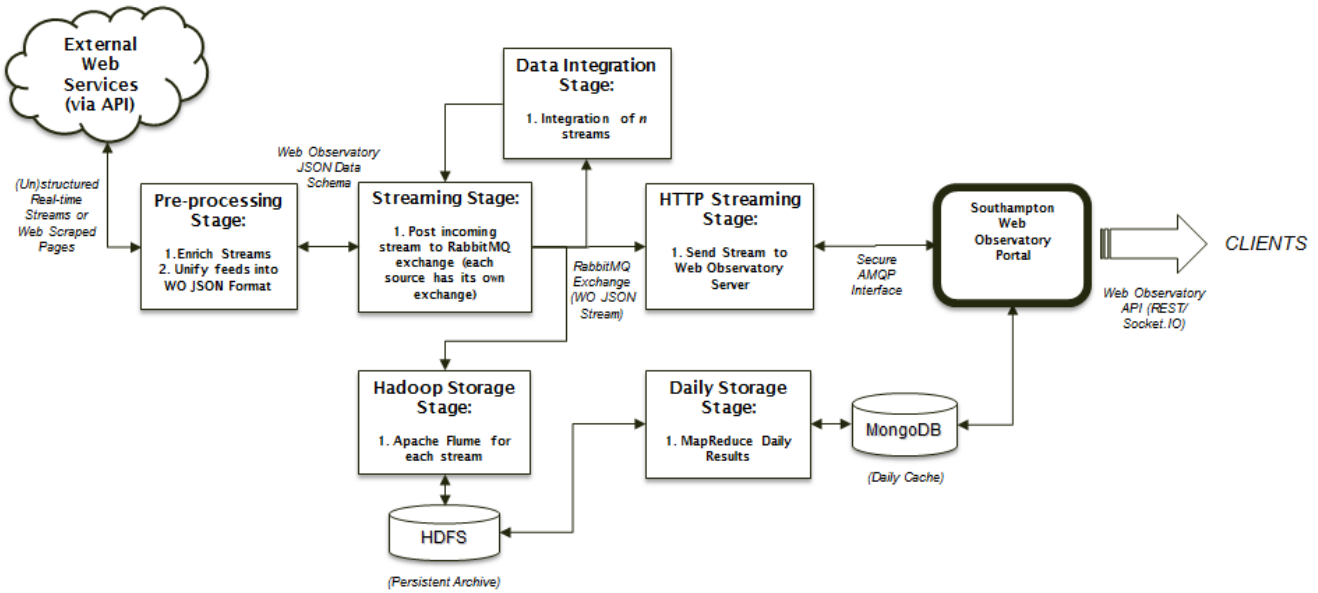 External
Web
Services
(via API)
(Un)structured
Real-time
Streams or
Web Scraped
Pages
Pre-processing
Stage:
1. Enrich Streams
2. Unify feeds into
WO JSON Format
Web Observatory
JSON Data
Schema
Data Integration
Stage:
1. Integration of n
streams
Streaming Stage:
1. Post incoming
stream to RabbitMQ
exchange (each
source has its own
exchange)
RabbitMQ
Exchange
(WO JSON
Stream)
HTTP Streaming
Stage:
1. Send Stream to
Web Observatory
Server
Secure
AMQP
Interface
Southampton
Web
Observatory
Portal
CLIENTS
Web Observatory
API (REST/
Socket.IO)
Hadoop Storage
Stage:
1. Apache Flume for
each stream
HDFS
(Persistent Archive)
Daily Storage
Stage:
1. MapReduce Daily
Results
MongoDB
(Daily Cache)